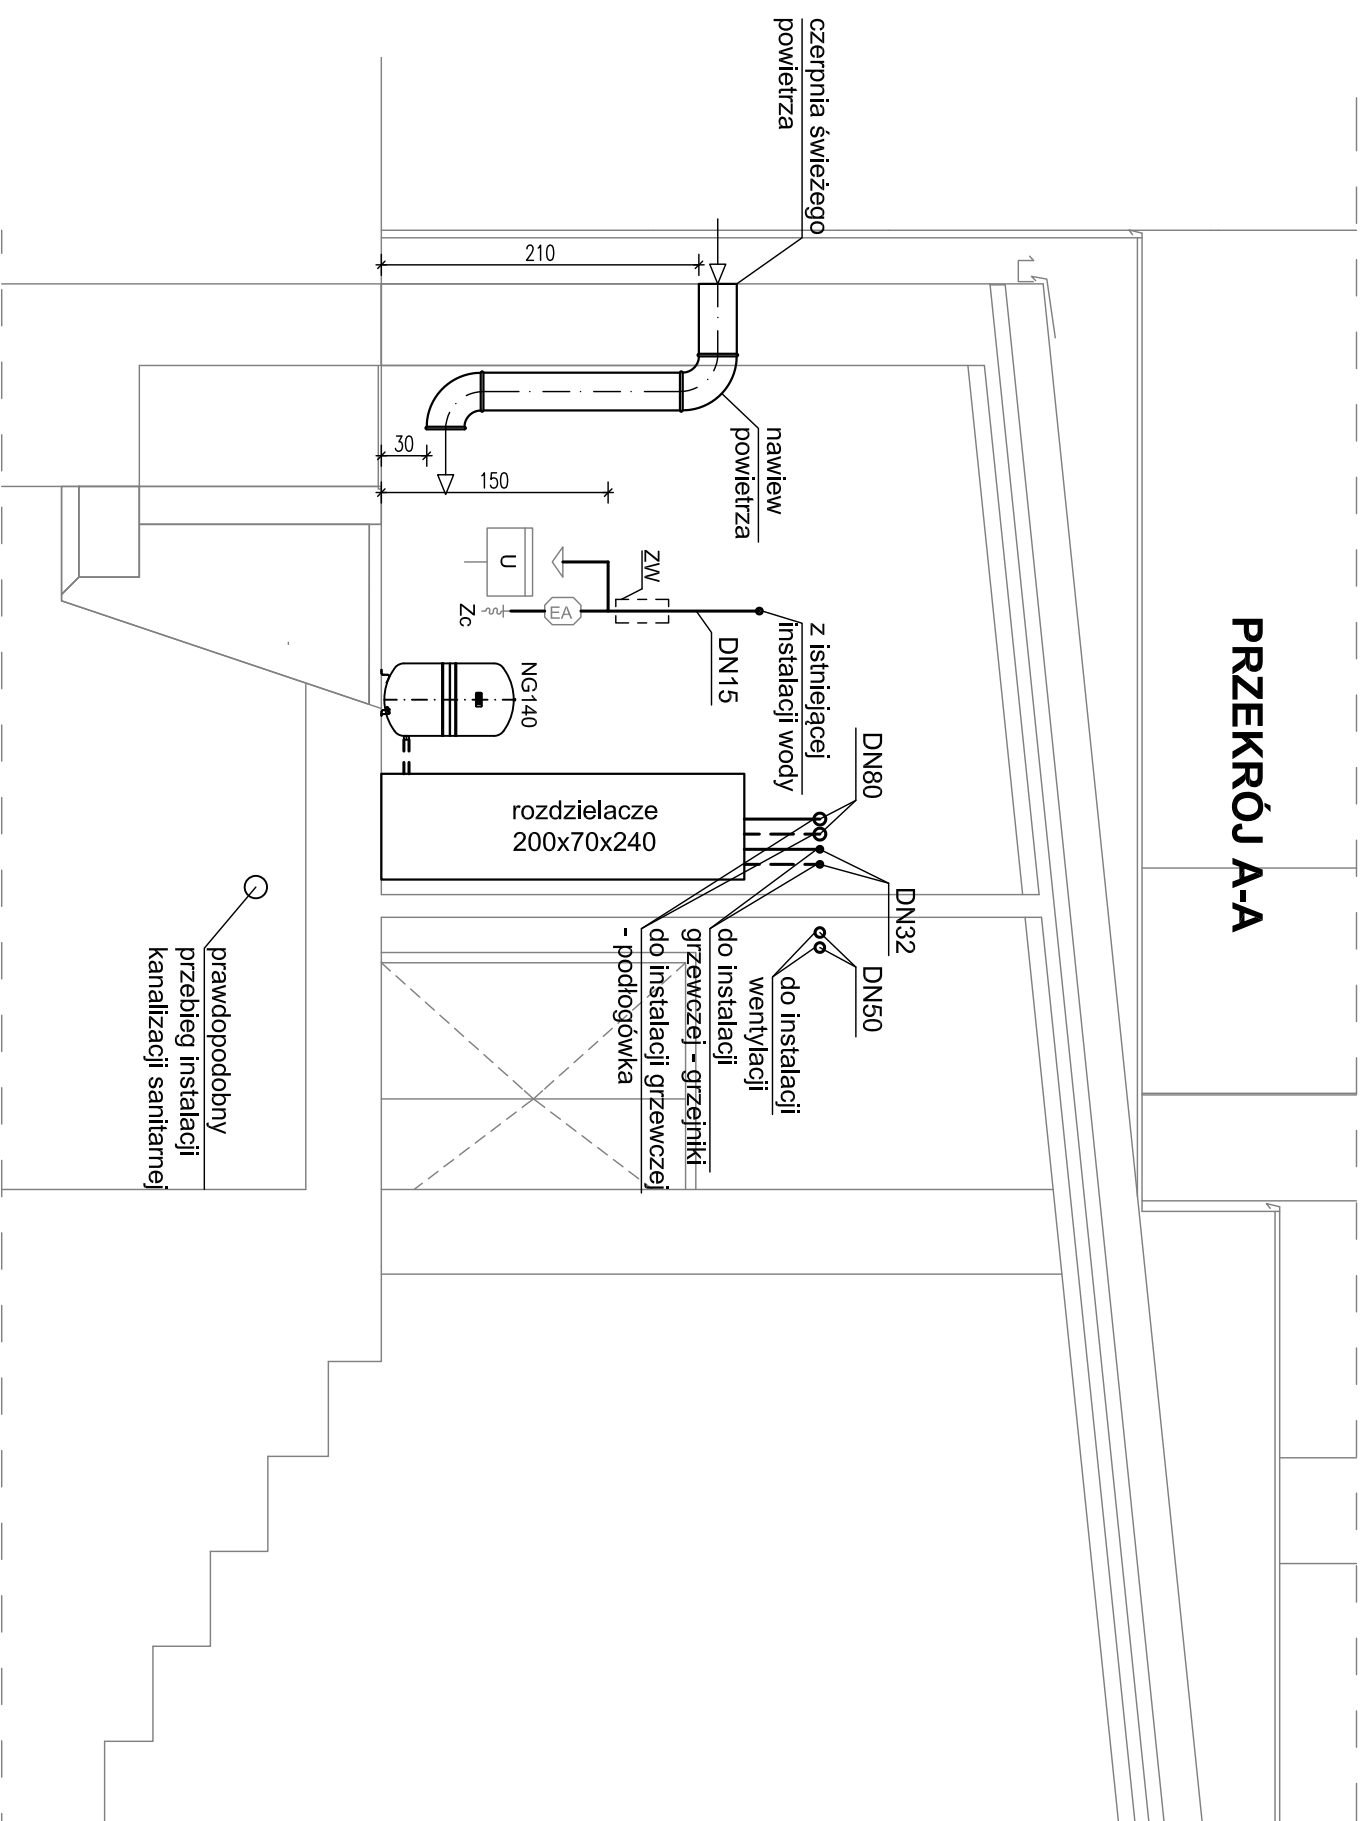 PRZEKRÓJ A-A
czerpnia świeżego
powietrza
210
nawiew
powietrza
30
150
ZW
U
EA
Zc
z istniejącej
instalacji wody
DN15
NG140
rozdzielacze
200x70x240
DN80
DN32
DN50
do instalacji
wentylacji
do instalacji
grzewczej - grzejniki
do instalacji grzewczej
- podłogówka
prawdopodobny
przebieg instalacji
kanalizacji sanitarnej